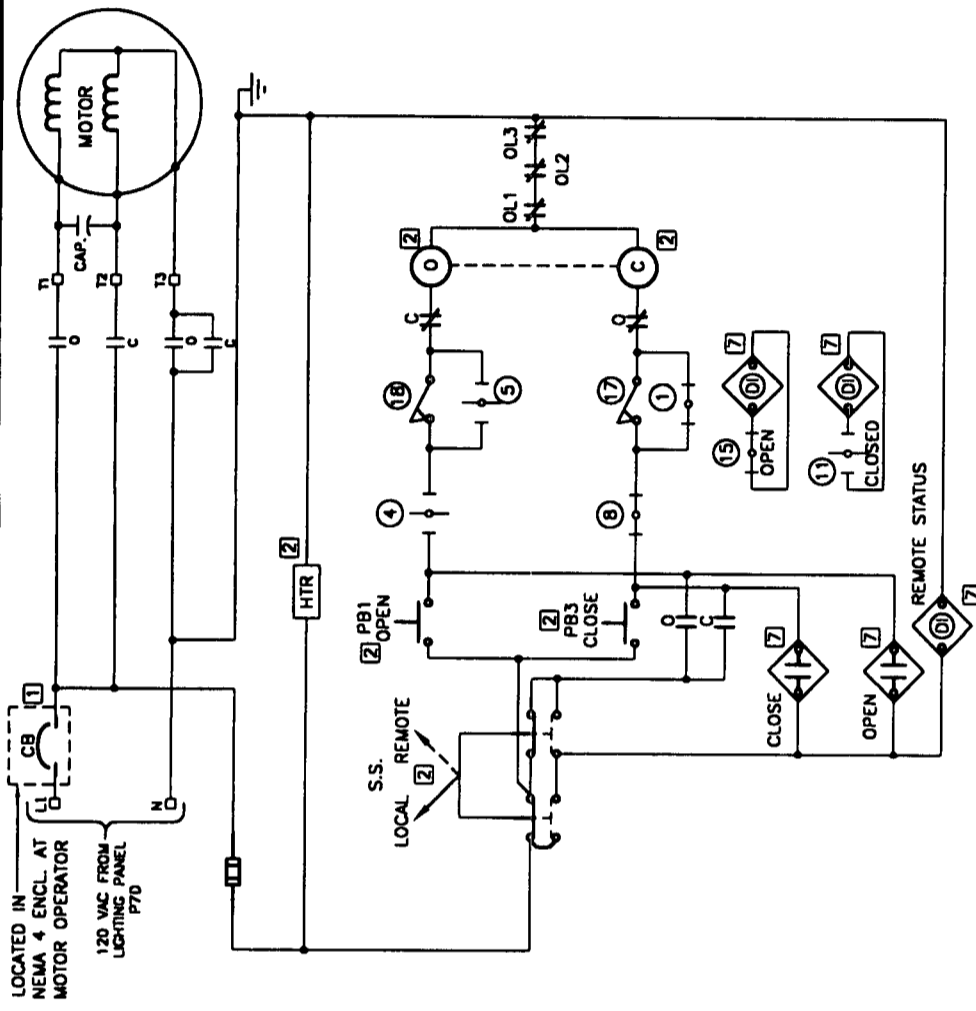 LOCATED IN
NEMA 4 ENCL. AT
MOTOR OPERATOR
120 VAC FROM
LIGHTING PANEL
P7D
L1
CB
1
N
MOTOR
CAP.
T1
T2
T3
O
C
O
C
2
HTR
S.S.
LOCAL REMOTE
2
2 PB1
OPEN
2
PB3
CLOSE
4
18
5
C
O
2
OL1
OL2
OL3
8
17
1
O
C
2
O
C
15
OPEN
DI
7
11
CLOSED
DI
7
CLOSE
7
OPEN
7
REMOTE STATUS
DI
7